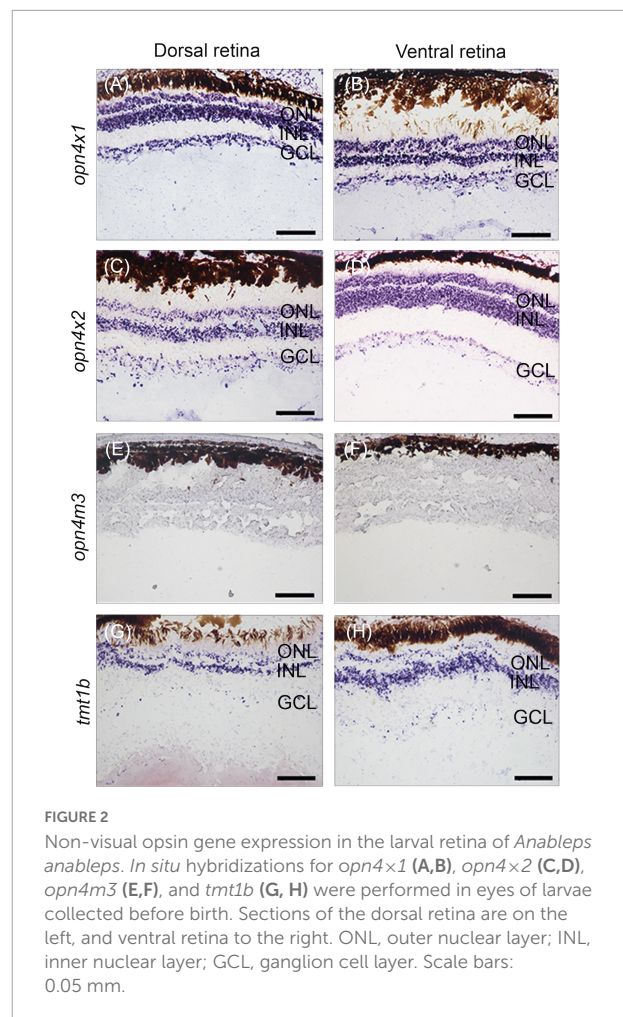 Dorsal retina Ventral retina
opn4x1
(A) ONL INL GCL
(B) ONL INL GCL
opn4x2
(C) ONL INL GCL
(D) ONL INL GCL
opn4m3
(E)
(F)
tmt1b
(G) ONL INL GCL
(H) ONL INL GCL
FIGURE 2
Non-visual opsin gene expression in the larval retina of Anableps
anableps. In situ hybridizations for opn4×1 (A,B), opn4×2 (C,D),
opn4m3 (E,F), and tmt1b (G, H) were performed in eyes of larvae
collected before birth. Sections of the dorsal retina are on the
left, and ventral retina to the right. ONL, outer nuclear layer; INL,
inner nuclear layer; GCL, ganglion cell layer. Scale bars:
0.05 mm.